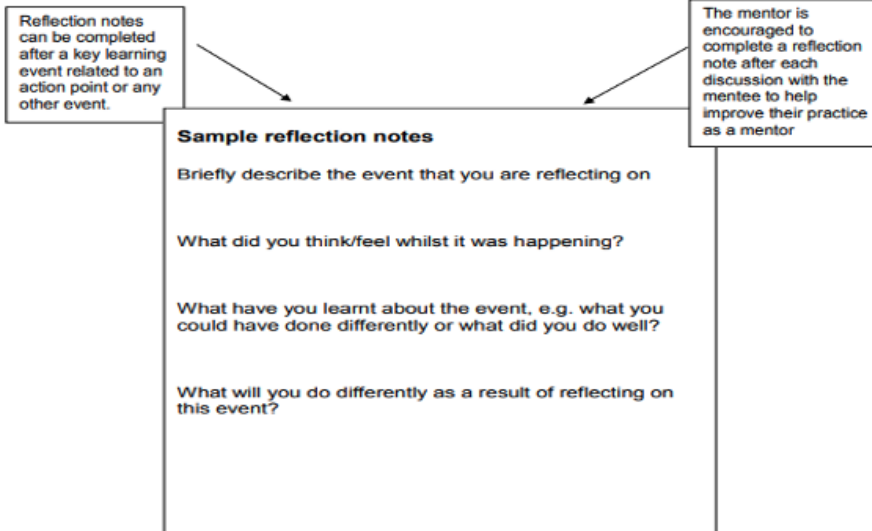 Reflection notes
can be completed
after a key learning
event related to an
action point or any
other event.
The mentor is
encouraged to
complete a reflection
note after each
discussion with the
mentee to help
improve their practice
as a mentor
Sample reflection notes
Briefly describe the event that you are reflecting on
What did you think/feel whilst it was happening?
What have you learnt about the event, e.g. what you
could have done differently or what did you do well?
What will you do differently as a result of reflecting on
this event?